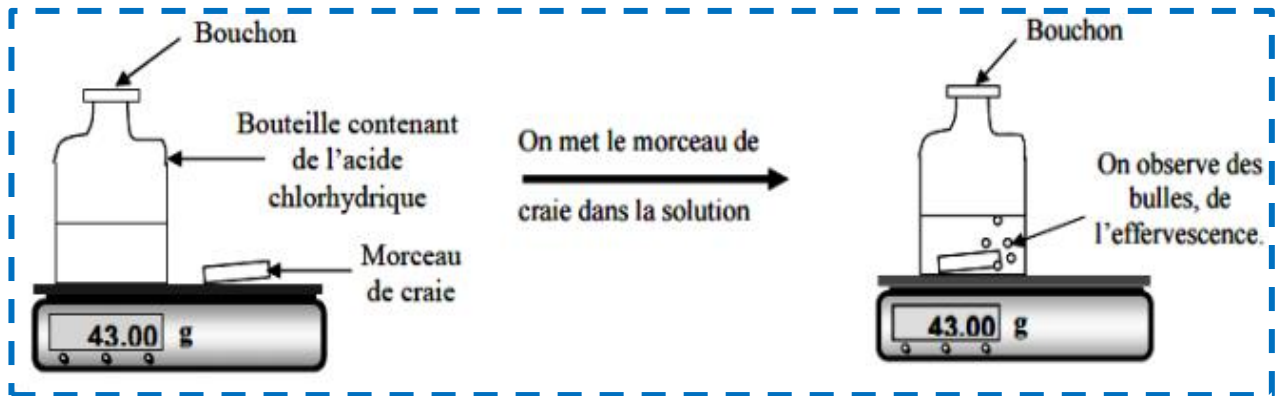 Bouchon
Bouteille contenant
de l'acide
chlorhydrique
Morceau
de craie
43.00 g
On met le morceau de
craie dans la solution
Bouchon
On observe des
bulles, de
l'effervescence.
43.00 g